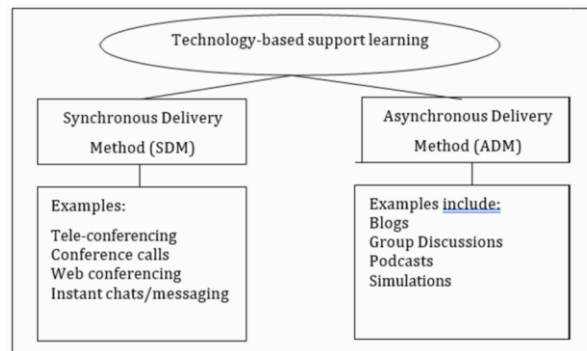 Technology-based support learning
Synchronous Delivery
Method (SDM)
Asynchronous Delivery
Method (ADM)
Examples:
Tele-conferencing
Conference calls
Web conferencing
Instant chats/messaging
Examples include:
Blogs
Group Discussions
Podcasts
Simulations